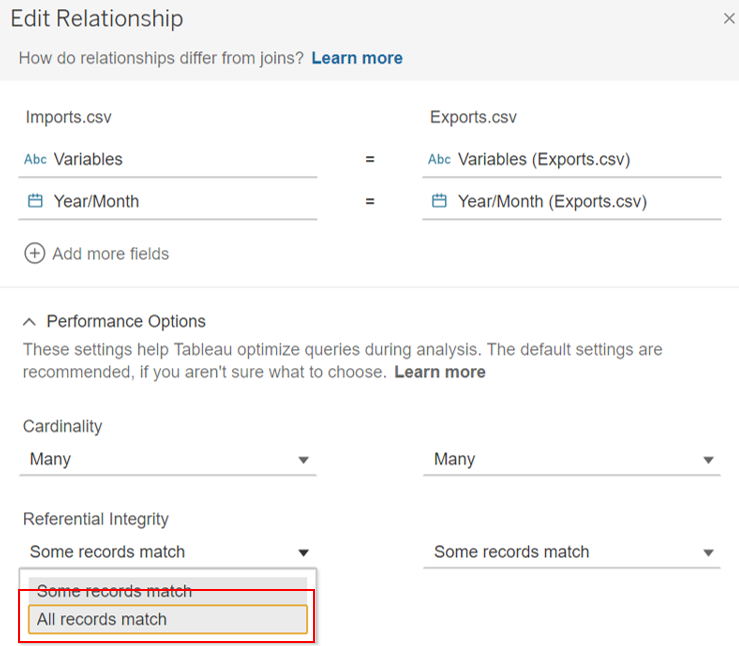 Edit Relationship
How do relationships differ from joins? Learn more
Imports.csv Exports.csv
Abc Variables = Abc Variables (Exports.csv)
Year/Month = Year/Month (Exports.csv)
Add more fields
Performance Options
These settings help Tableau optimize queries during analysis. The default settings are
recommended, if you aren't sure what to choose. Learn more
Cardinality
Many Many
Referential Integrity
Some records match Some records match
Some records match
All records match